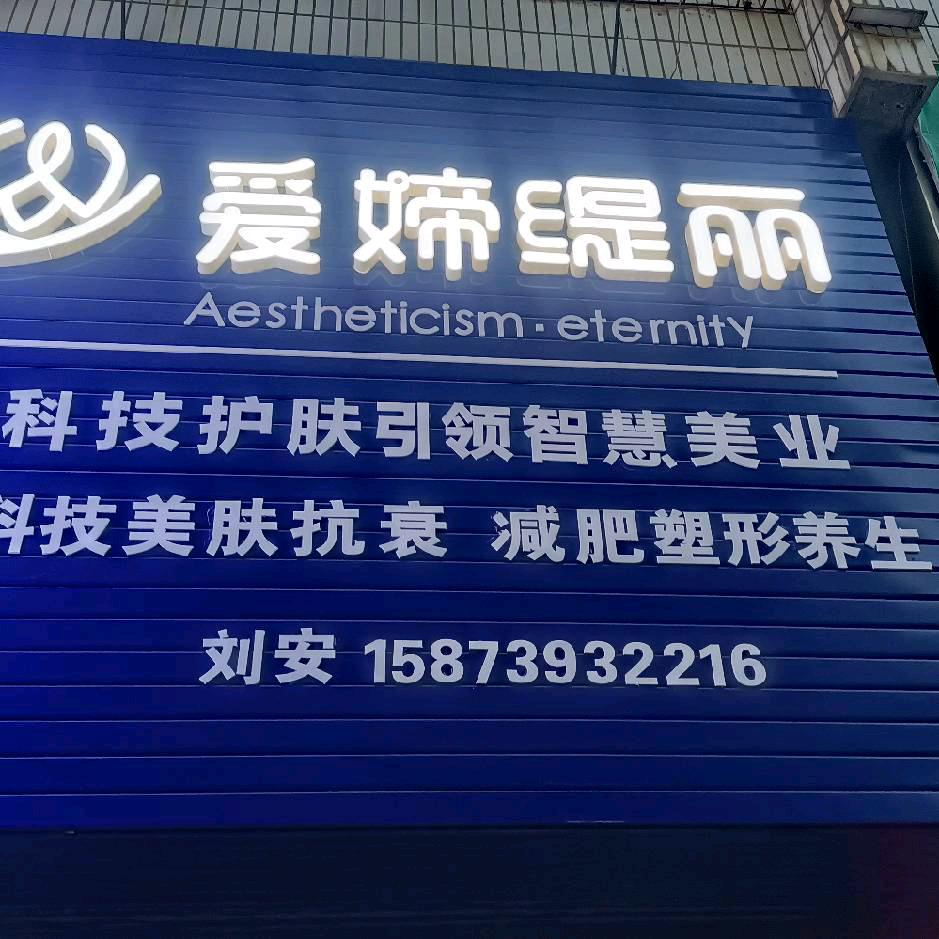 爱媂缇丽
Aestheticism·eternity
科技护肤引领智慧美业
科技美肤抗衰 减肥塑形养生
刘安 15873932216